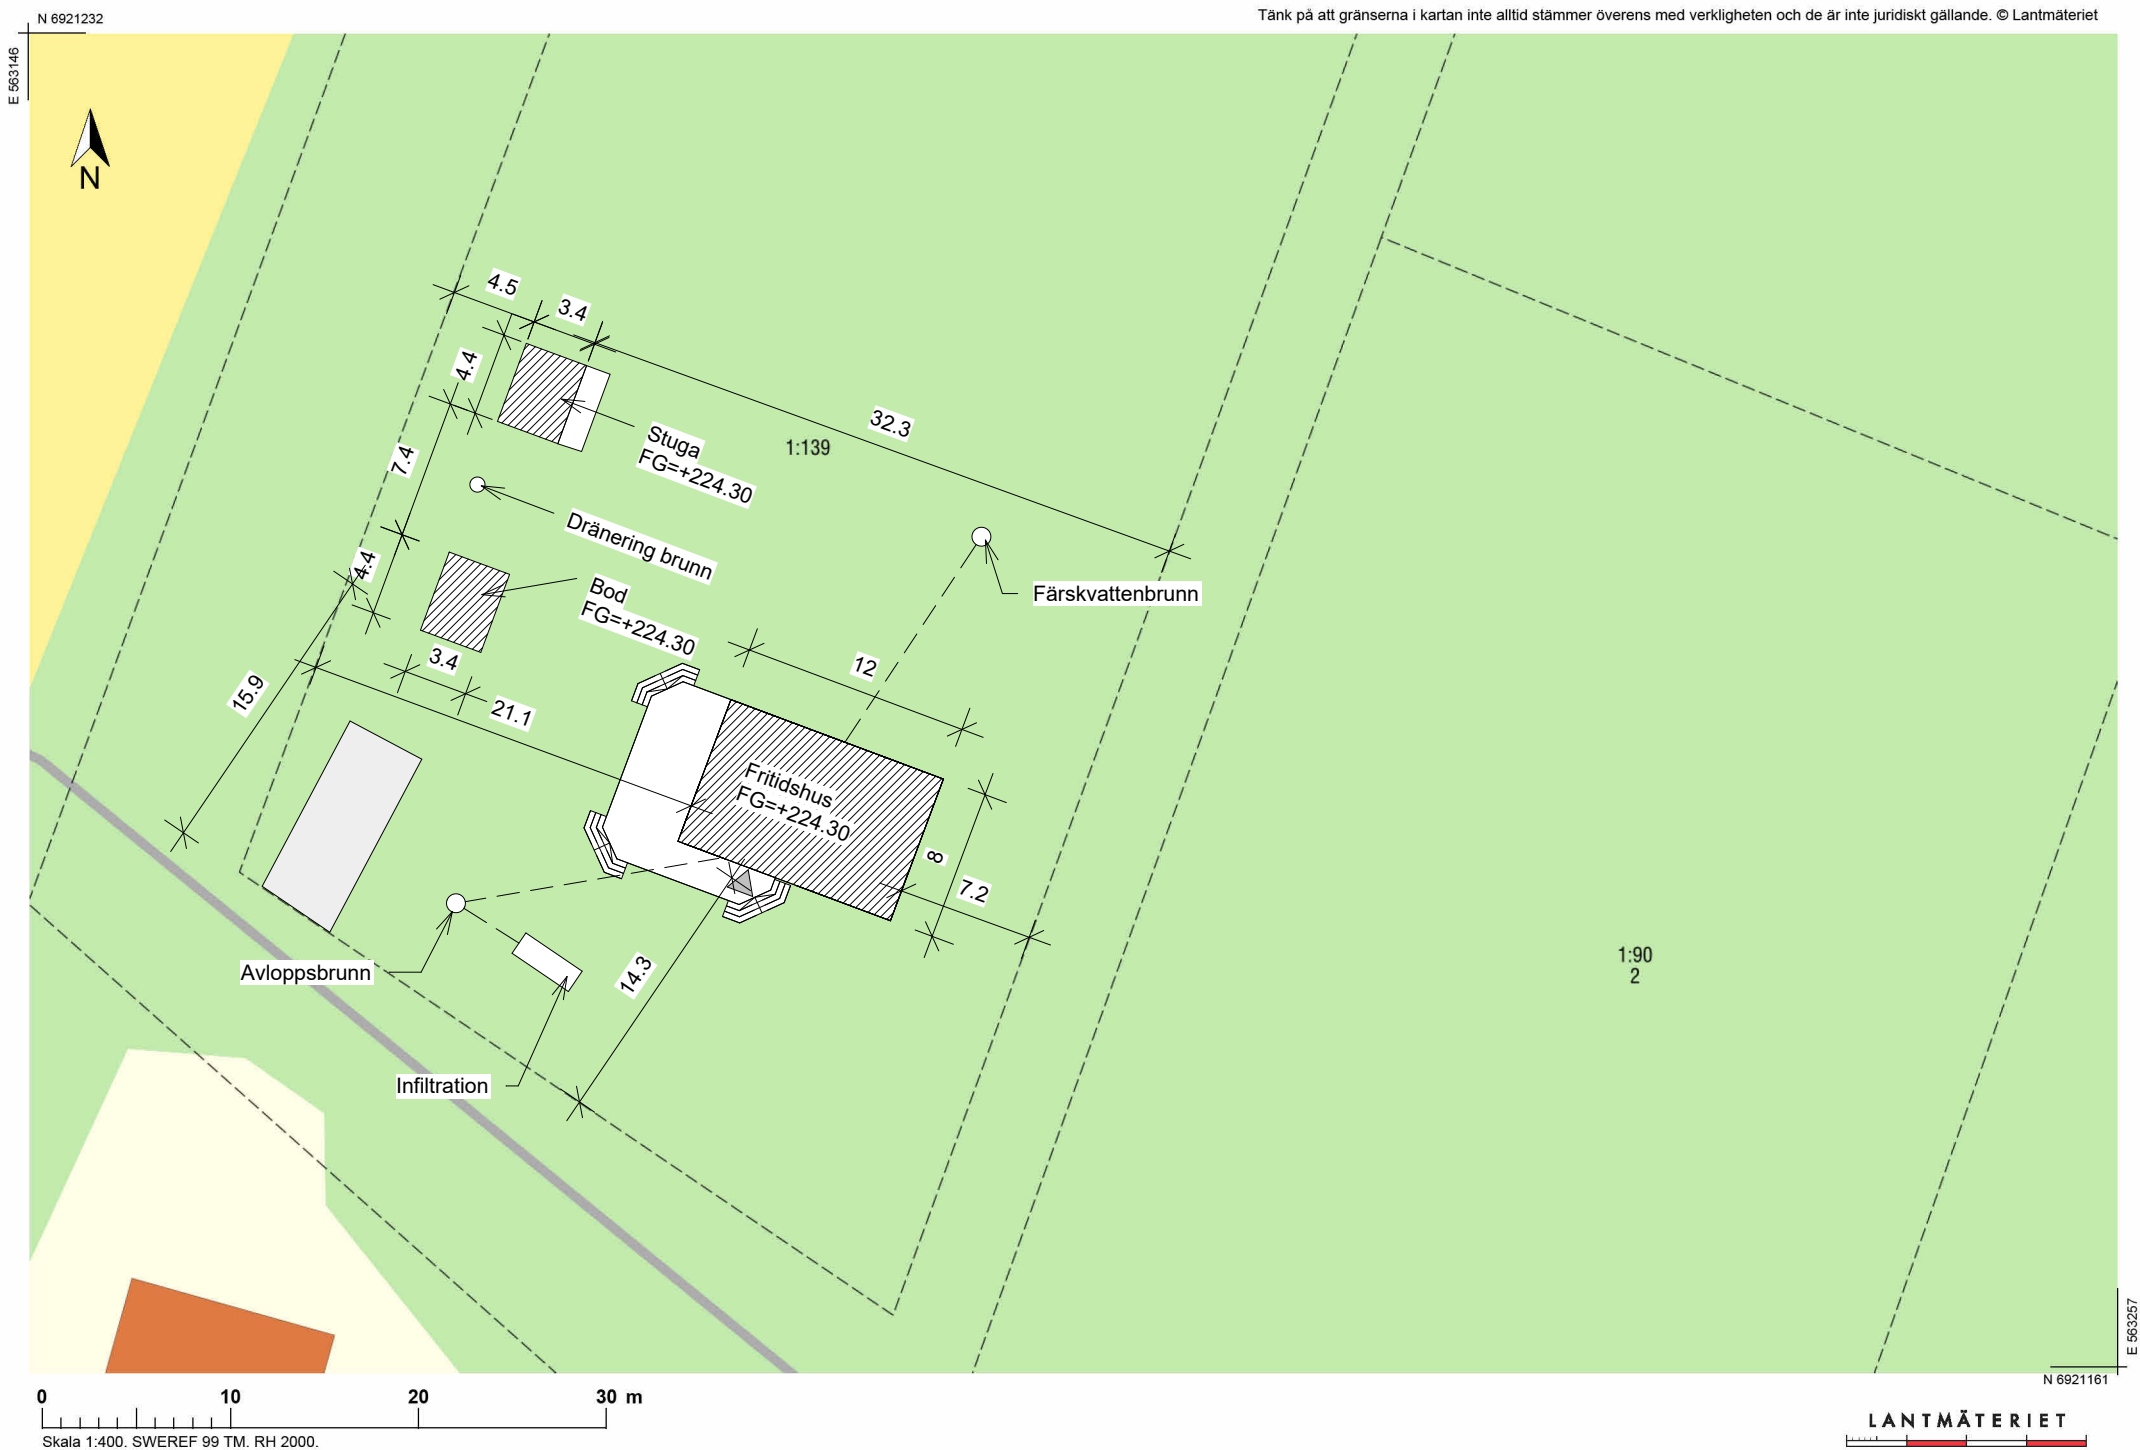 N 6921232
Tänk på att gränserna i kartan inte alltid stämmer överens med verkligheten och de är inte juridiskt gällande. © Lantmäteriet
E 563146
N
4.5
3.4
4.4
32.3
1:139
Stuga
FG=+224.30
7.4
Dränering brunn
4.4
Bod
FG=+224.30
Färskvattenbrunn
3.4
12
15.9
21.1
Fritidshus
FG=+224.30
8
7.2
Avloppsbrunn
14.3
1:90
2
Infiltration
E 563257
N 6921161
0 10 20 30 m
Skala 1:400, SWEREF 99 TM, RH 2000.
LANTMÄTERIET